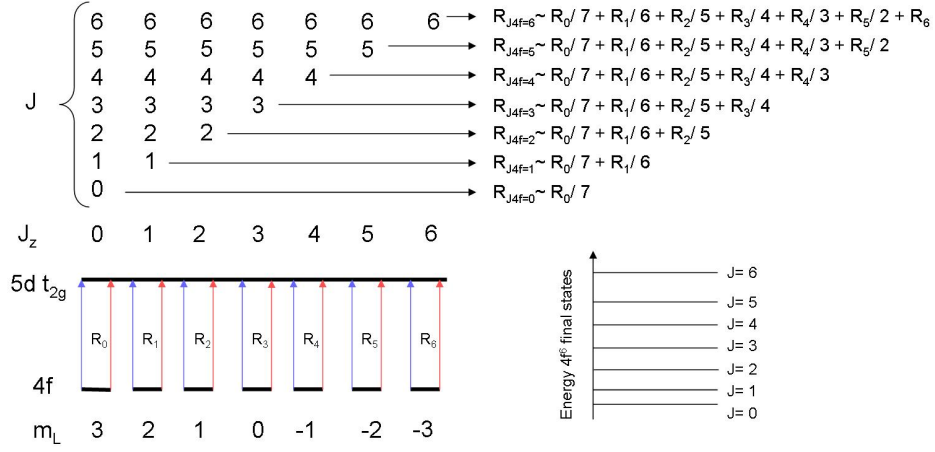 6 6 6 6 6 6 6 R_J4f=6~ R_0/ 7 + R_1/ 6 + R_2/ 5 + R_3/ 4 + R_4/ 3 + R_5/ 2 + R_6
5 5 5 5 5 5 R_J4f=5~ R_0/ 7 + R_1/ 6 + R_2/ 5 + R_3/ 4 + R_4/ 3 + R_5/ 2
4 4 4 4 4 R_J4f=4~ R_0/ 7 + R_1/ 6 + R_2/ 5 + R_3/ 4 + R_4/ 3
J 3 3 3 3 R_J4f=3~ R_0/ 7 + R_1/ 6 + R_2/ 5 + R_3/ 4
2 2 2 R_J4f=2~ R_0/ 7 + R_1/ 6 + R_2/ 5
1 1 R_J4f=1~ R_0/ 7 + R_1/ 6
0 R_J4f=0~ R_0/ 7
J_z 0 1 2 3 4 5 6
5d t_2g
R_0 R_1 R_2 R_3 R_4 R_5 R_6
4f
m_L 3 2 1 0 -1 -2 -3
Energy 4f⁶ final states
J= 6
J= 5
J= 4
J= 3
J= 2
J= 1
J= 0